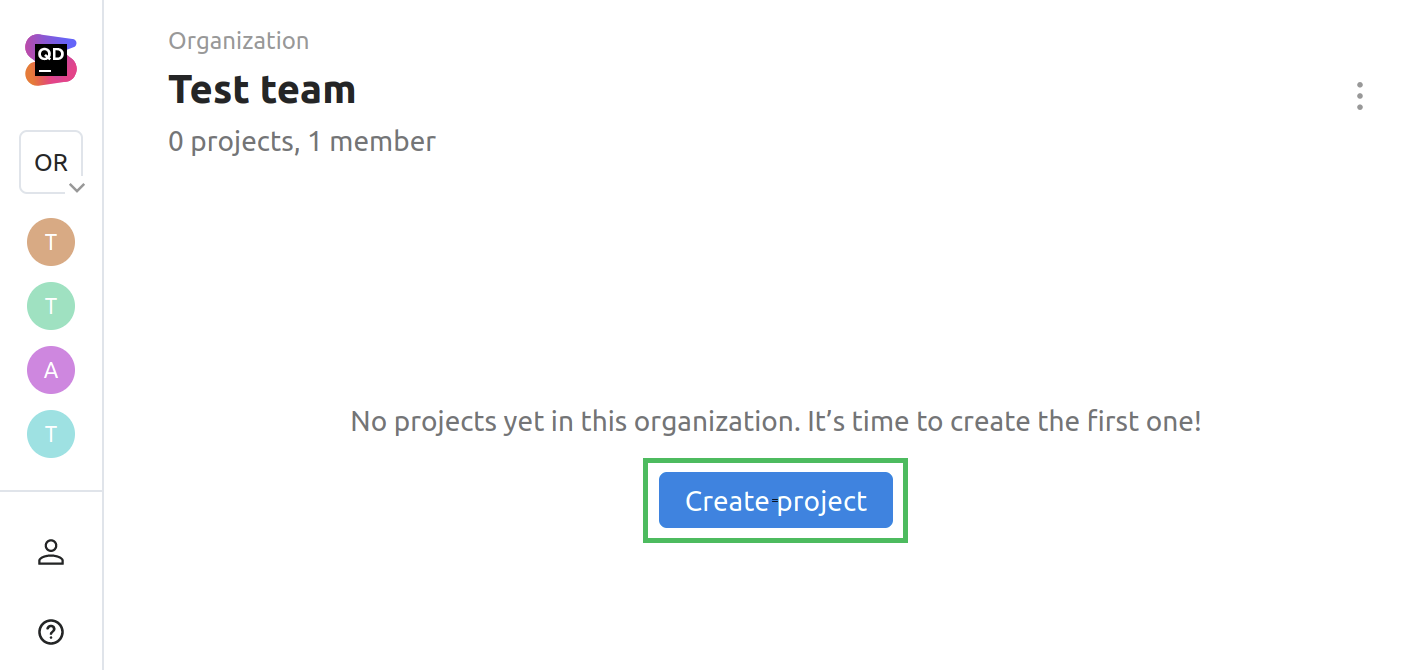 QD
OR
T
T
A
T
Organization
Test team
0 projects, 1 member
No projects yet in this organization. It’s time to create the first one!
Create project
?